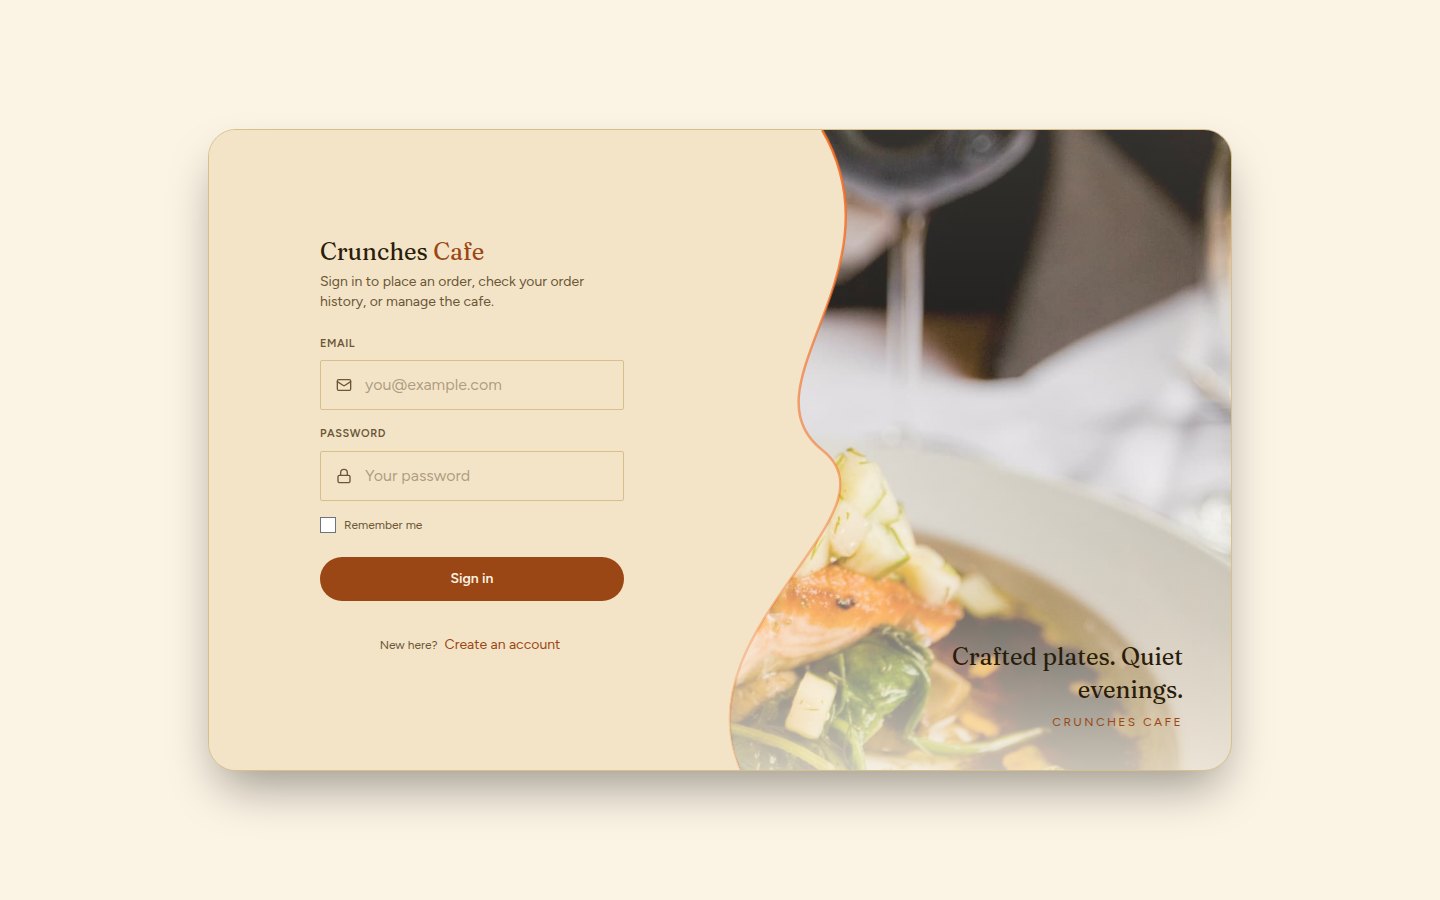 Crunches Cafe
Sign in to place an order, check your order
history, or manage the cafe.
EMAIL
you@example.com
PASSWORD
Your password
Remember me
Sign in
New here? Create an account
Crafted plates. Quiet
evenings.
CRUNCHES CAFE